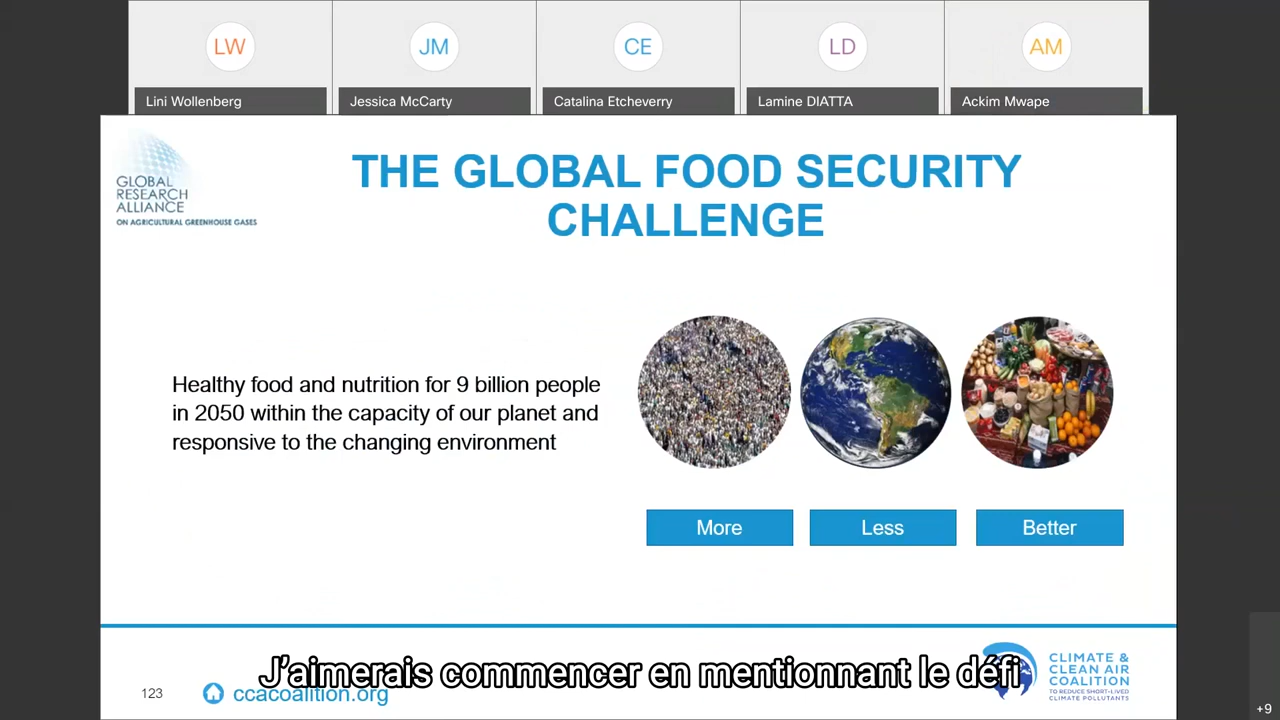 LW
JM
CE
LD
AM
Lini Wollenberg
Jessica McCarty
Catalina Etcheverry
Lamine DIATTA
Ackim Mwape
GLOBAL
RESEARCH
ALLIANCE
ON AGRICULTURAL GREENHOUSE GASES
THE GLOBAL FOOD SECURITY
CHALLENGE
Healthy food and nutrition for 9 billion people
in 2050 within the capacity of our planet and
responsive to the changing environment
More
Less
Better
J’aimerais commencer en mentionnant le défi
123
ccacoalition.org
CLIMATE &
CLEAN AIR
COALITION
TO REDUCE SHORT-LIVED
CLIMATE POLLUTANTS
+9